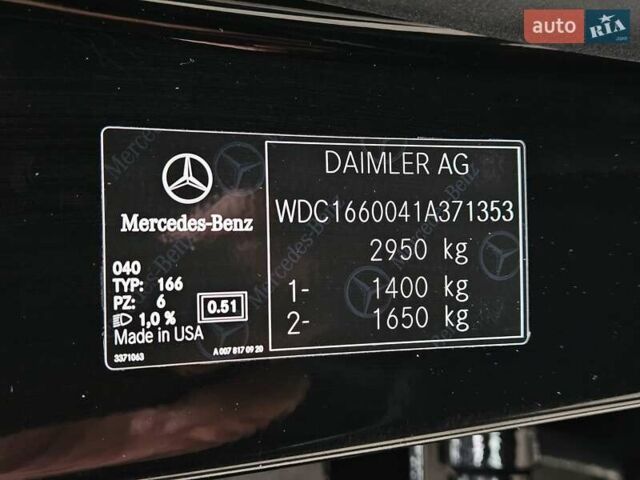 auto RIA
.com
Mercedes-Benz
040
TYP: 166
PZ: 6
1,0%
0.51
Made in USA
3371063
A 007 817 09 20
DAIMLER AG
WDC1660041A371353
2950 kg
1- 1400 kg
2- 1650 kg